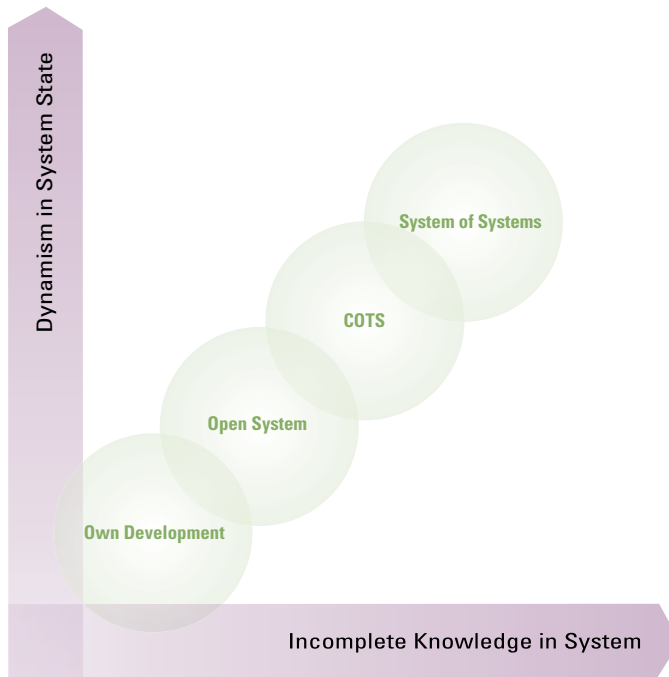 Dynamism in System State
System of Systems
COTS
Open System
Own Development
Incomplete Knowledge in System